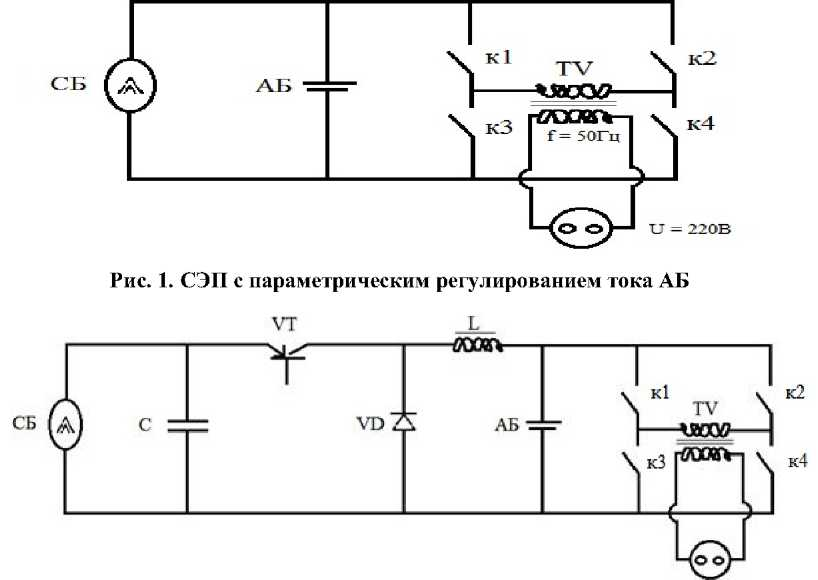 к1
TV
к2
СБ
АБ
к3
f = 50Гц
к4
U = 220В
Рис. 1. СЭП с параметрическим регулированием тока АБ
VT
L
к1
TV
к2
СБ
C
VD
АБ
к3
к4